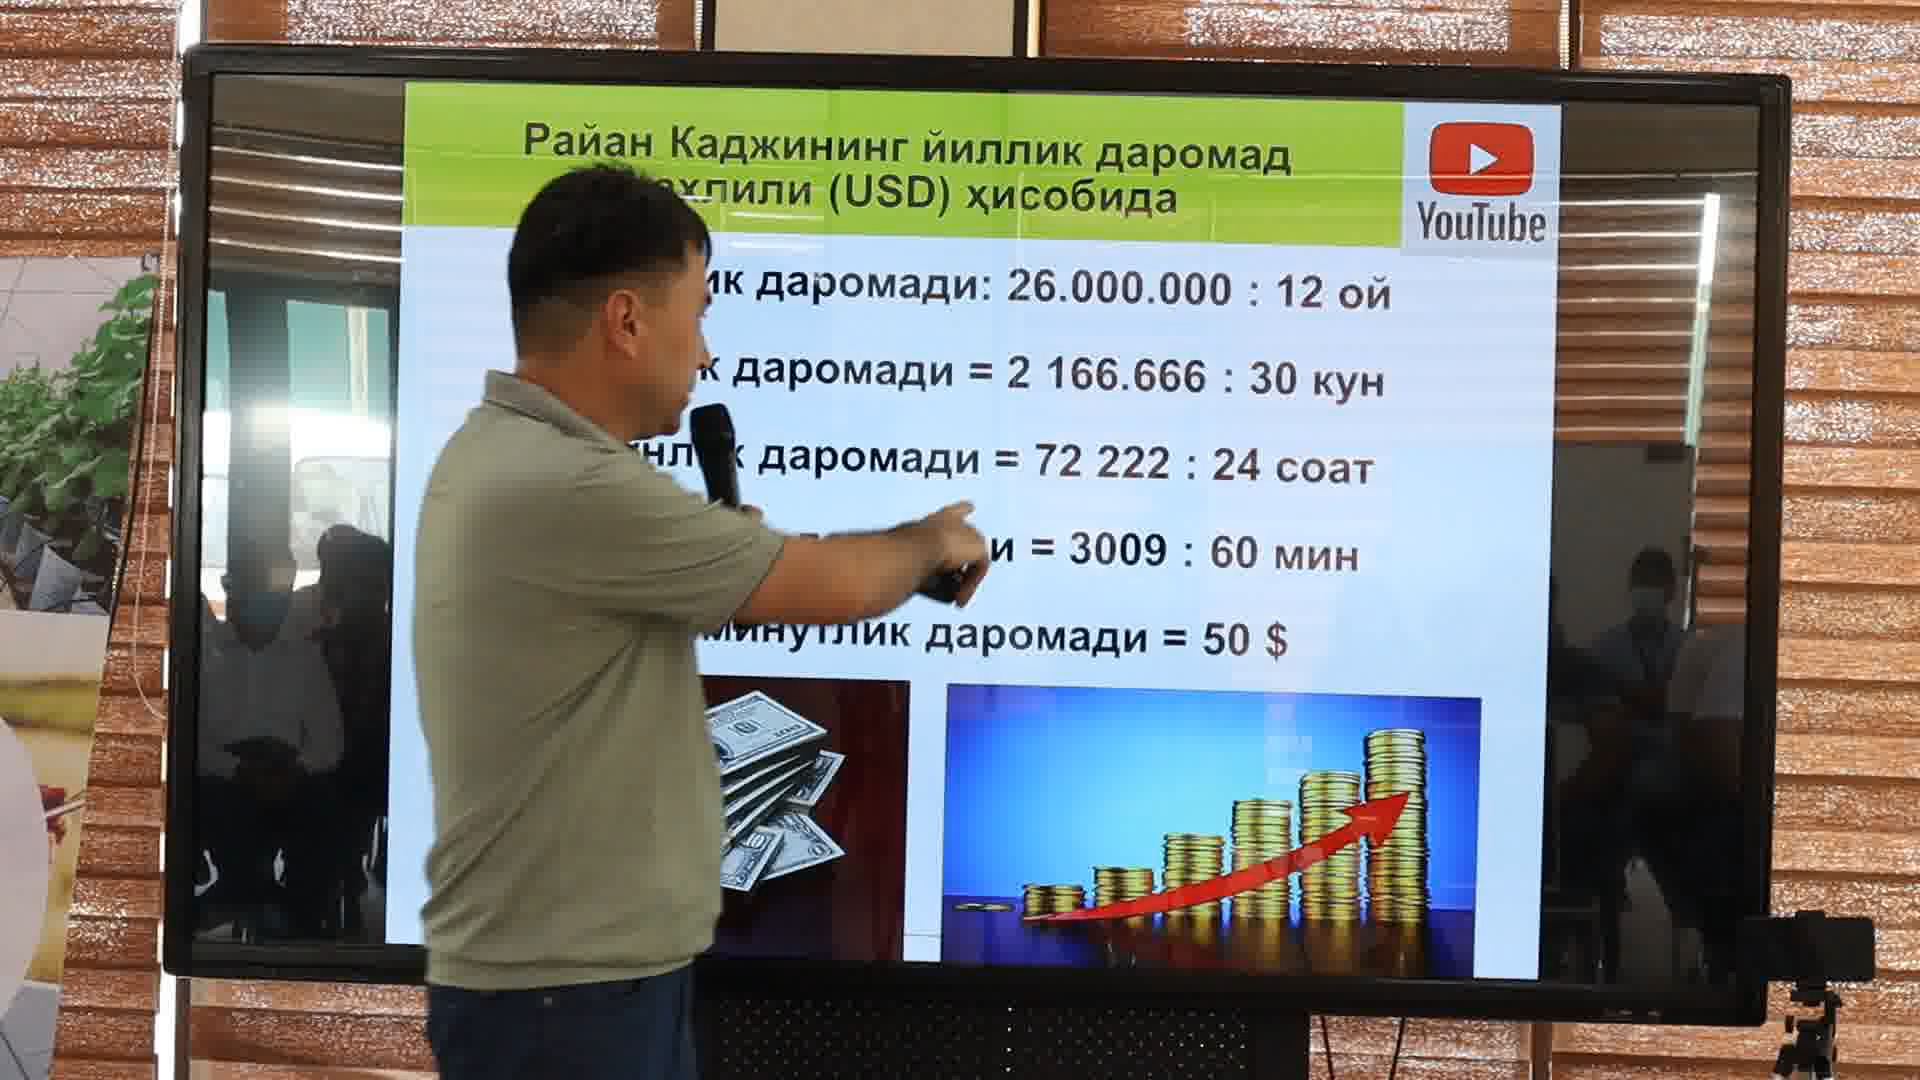 Райан Каджининг йиллик даромад
(USD) ҳисобида
YouTube
даромади: 26.000.000 : 12 ой
даромади = 2 166.666 : 30 кун
даромади = 72 222 : 24 соат
= 3009 : 60 мин
даромади = 50 $